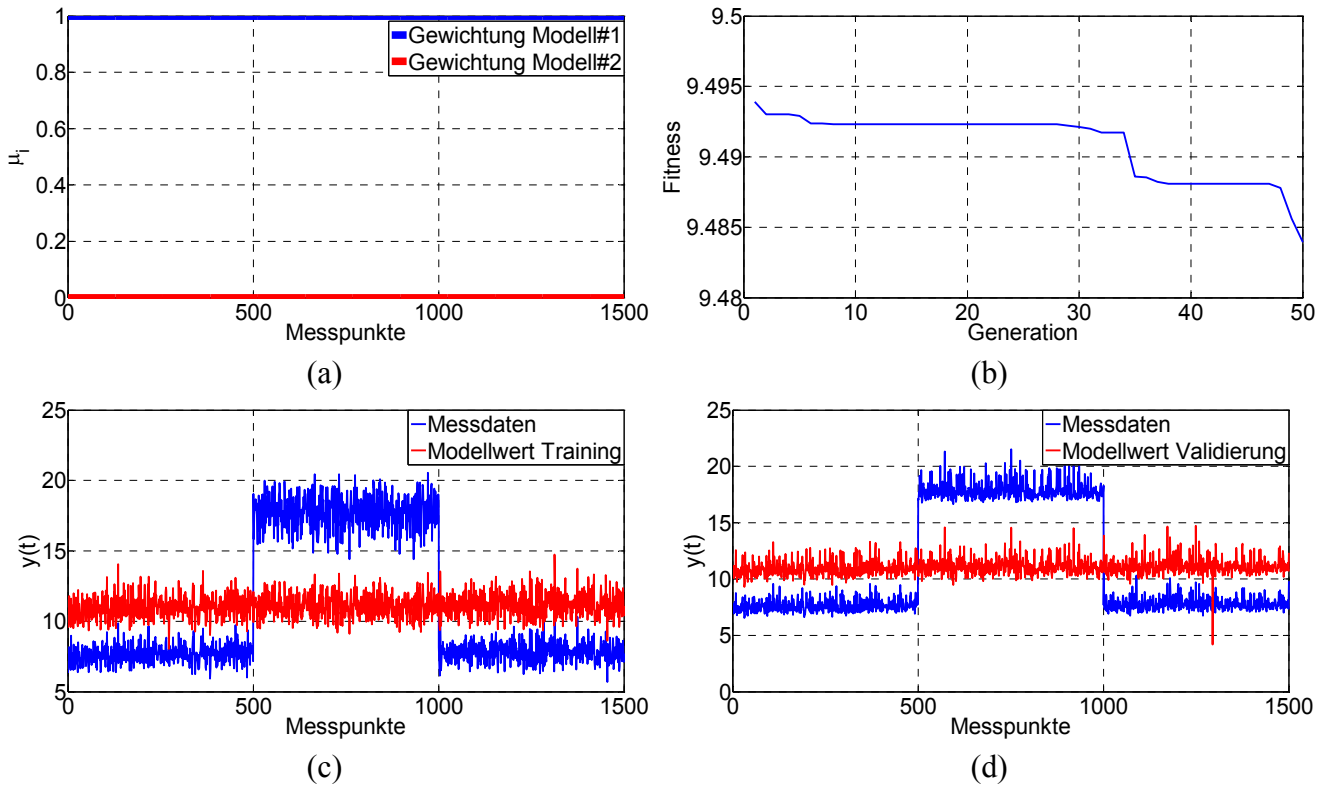 1
0.8
0.6
0.4
0.2
0
μi
0 500 1000 1500
Messpunkte
Gewichtung Modell#1
Gewichtung Modell#2
(a)
9.5
9.495
9.49
9.485
9.48
Fitness
0 10 20 30 40 50
Generation
(b)
25
20
15
10
5
y(t)
0 500 1000 1500
Messpunkte
Messdaten
Modellwert Training
(c)
25
20
15
10
5
0
y(t)
0 500 1000 1500
Messpunkte
Messdaten
Modellwert Validierung
(d)